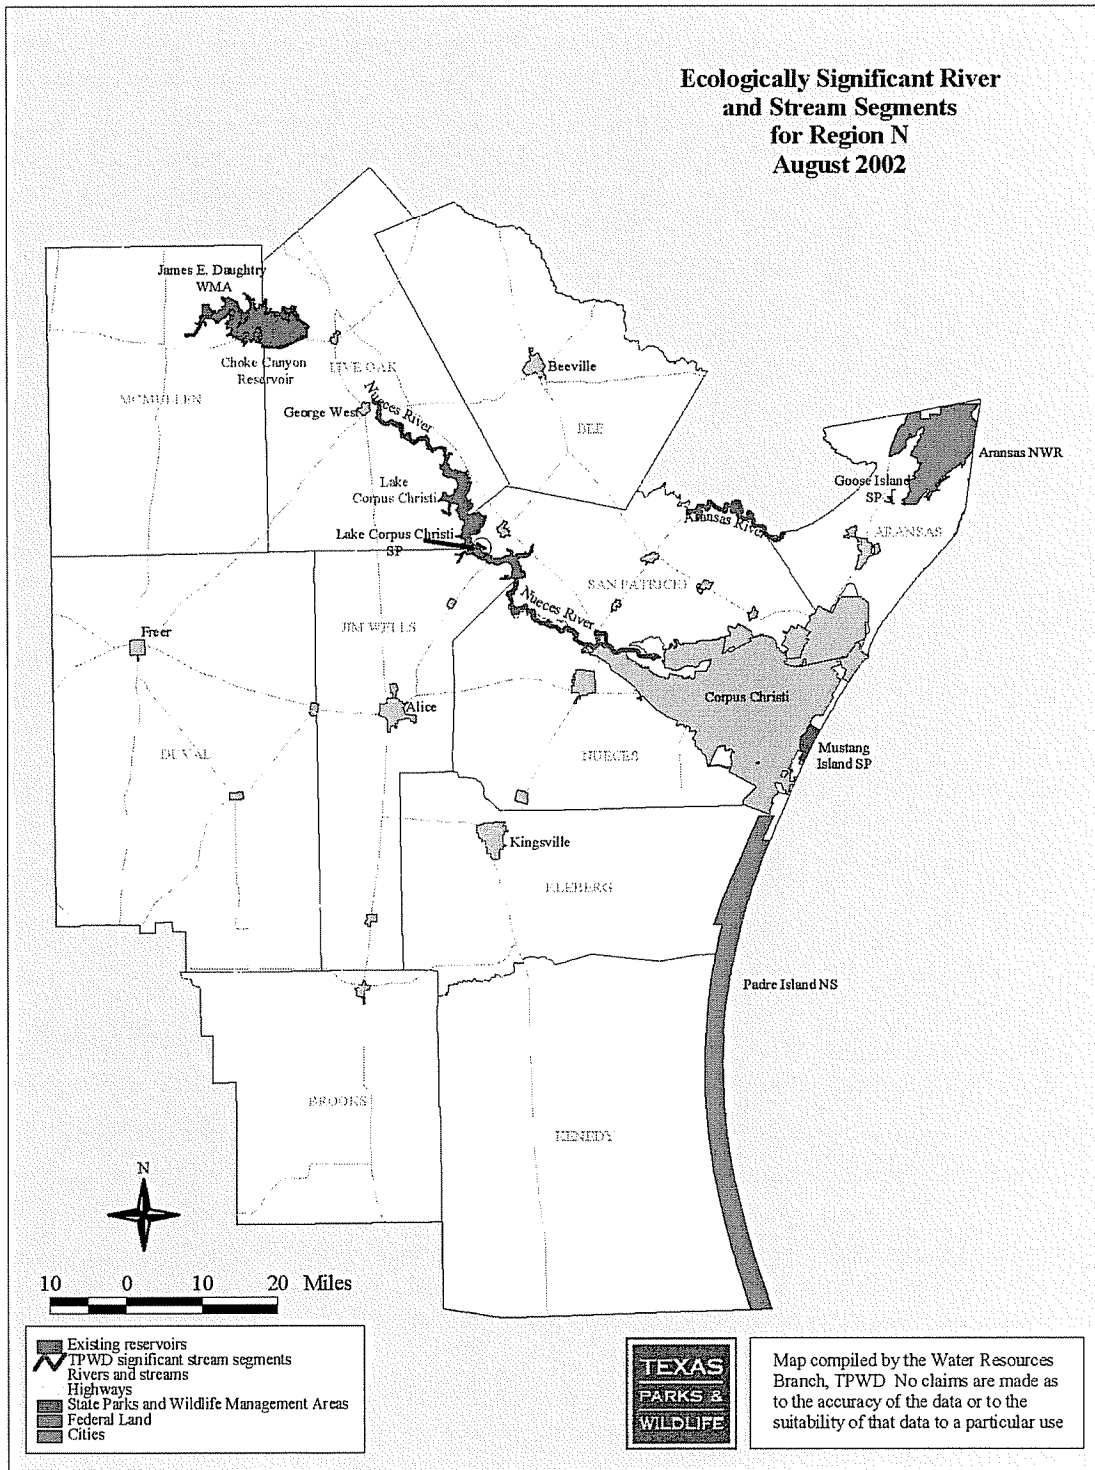 Ecologically Significant River
and Stream Segments
for Region N
August 2002
James E. Daughtry
WMA
Choke Canyon
Reservoir
LIVE OAK
MCMULLEN
Beeville
Nueces River
George West
BEE
Aransas NWR
Goose Island
SP
Lake
Corpus Christi
Aransas River
ARANSAS
Lake Corpus Christi
SP
SAN PATRICIO
Nueces River
Freer
JIM WELLS
Corpus Christi
Alice
DUVAL
NUECES
Mustang
Island SP
Kingsville
KLEBERG
Padre Island NS
BROOKS
KENEDY
N
10 0 10 20 Miles
Existing reservoirs
TPWD significant stream segments
Rivers and streams
Highways
State Parks and Wildlife Management Areas
Federal Land
Cities
TEXAS
PARKS &
WILDLIFE
Map compiled by the Water Resources
Branch, TPWD No claims are made as
to the accuracy of the data or to the
suitability of that data to a particular use